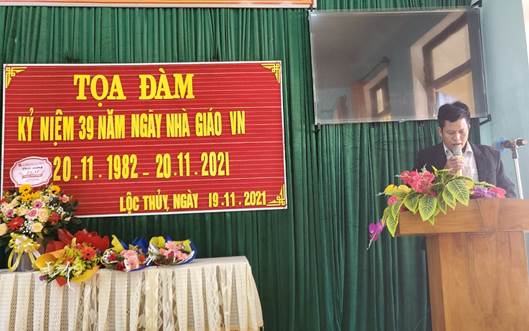 TỌA ĐÀM
KỶ NIỆM 39 NĂM NGÀY NHÀ GIÁO VN
20.11.1982 - 20.11.2021
LỘC THỦY, NGÀY 19.11.2021